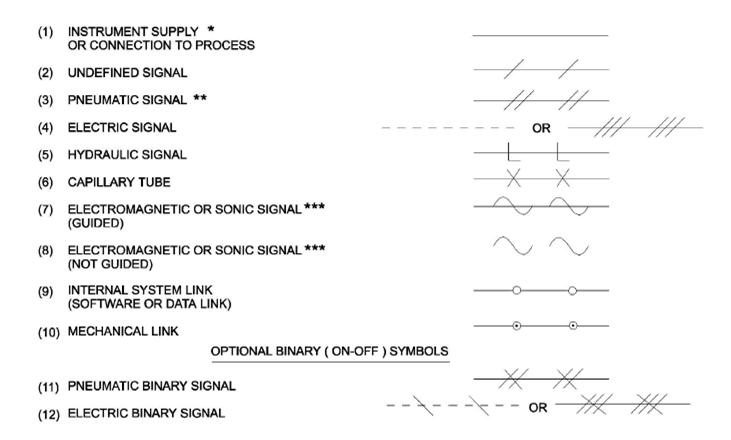 (1) INSTRUMENT SUPPLY *
OR CONNECTION TO PROCESS
(2) UNDEFINED SIGNAL
(3) PNEUMATIC SIGNAL **
(4) ELECTRIC SIGNAL OR
(5) HYDRAULIC SIGNAL
(6) CAPILLARY TUBE
(7) ELECTROMAGNETIC OR SONIC SIGNAL ***
(GUIDED)
(8) ELECTROMAGNETIC OR SONIC SIGNAL ***
(NOT GUIDED)
(9) INTERNAL SYSTEM LINK
(SOFTWARE OR DATA LINK)
(10) MECHANICAL LINK
OPTIONAL BINARY ( ON-OFF ) SYMBOLS
(11) PNEUMATIC BINARY SIGNAL
(12) ELECTRIC BINARY SIGNAL OR